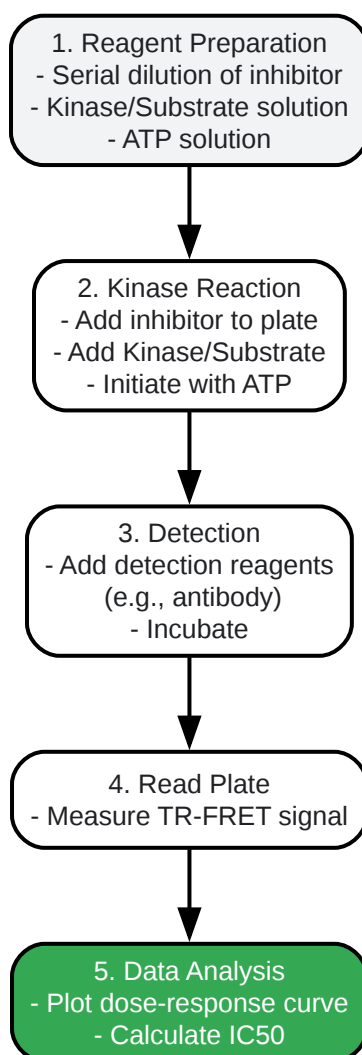 1. Reagent Preparation
- Serial dilution of inhibitor
- Kinase/Substrate solution
- ATP solution
2. Kinase Reaction
- Add inhibitor to plate
- Add Kinase/Substrate
- Initiate with ATP
3. Detection
- Add detection reagents
(e.g., antibody)
- Incubate
4. Read Plate
- Measure TR-FRET signal
5. Data Analysis
- Plot dose-response curve
- Calculate IC50